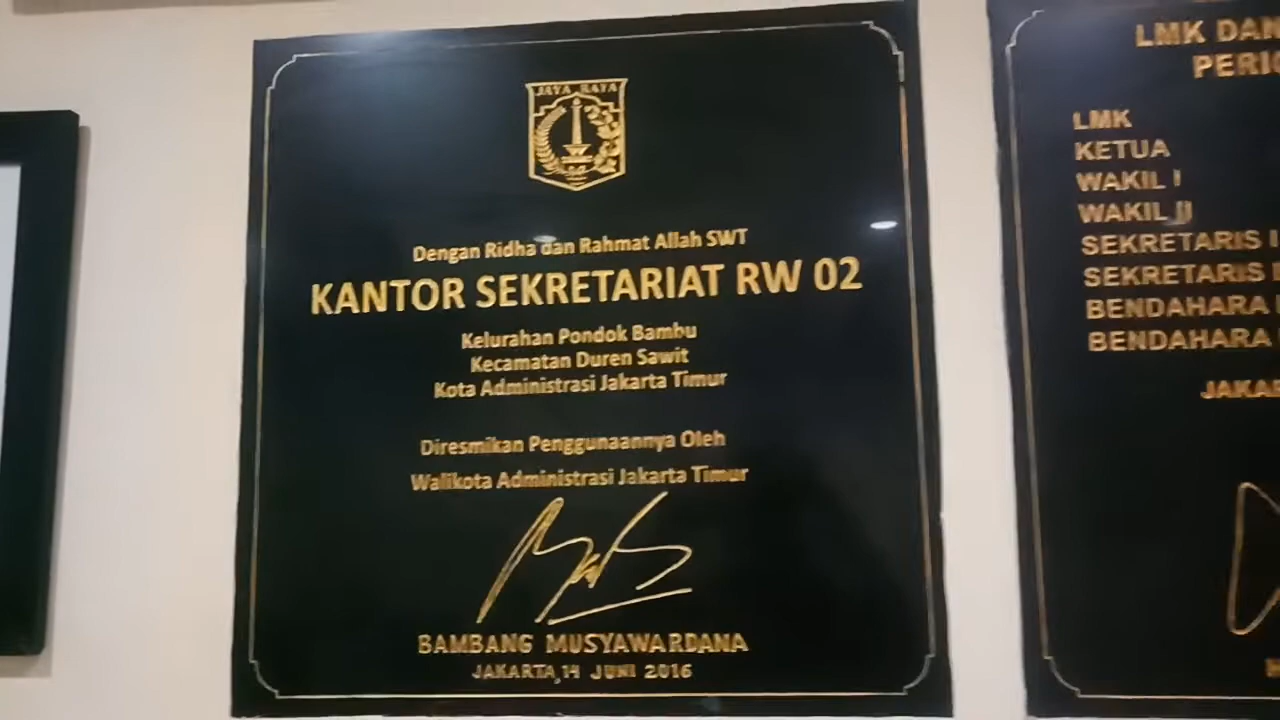 JAYA RAYA
Dengan Ridha dan Rahmat Allah SWT
KANTOR SEKRETARIAT RW 02
Kelurahan Pondok Bambu
Kecamatan Duren Sawit
Kota Administrasi Jakarta Timur
Diresmikan Penggunaannya Oleh
Walikota Administrasi Jakarta Timur
BAMBANG MUSYAWARDANA
JAKARTA, 14 JUNI 2016
LMK DAN
LMK
KETUA
WAKIL I
WAKIL II
SEKRETARIS I
SEKRETARIS
BENDAHARA
BENDAHARA